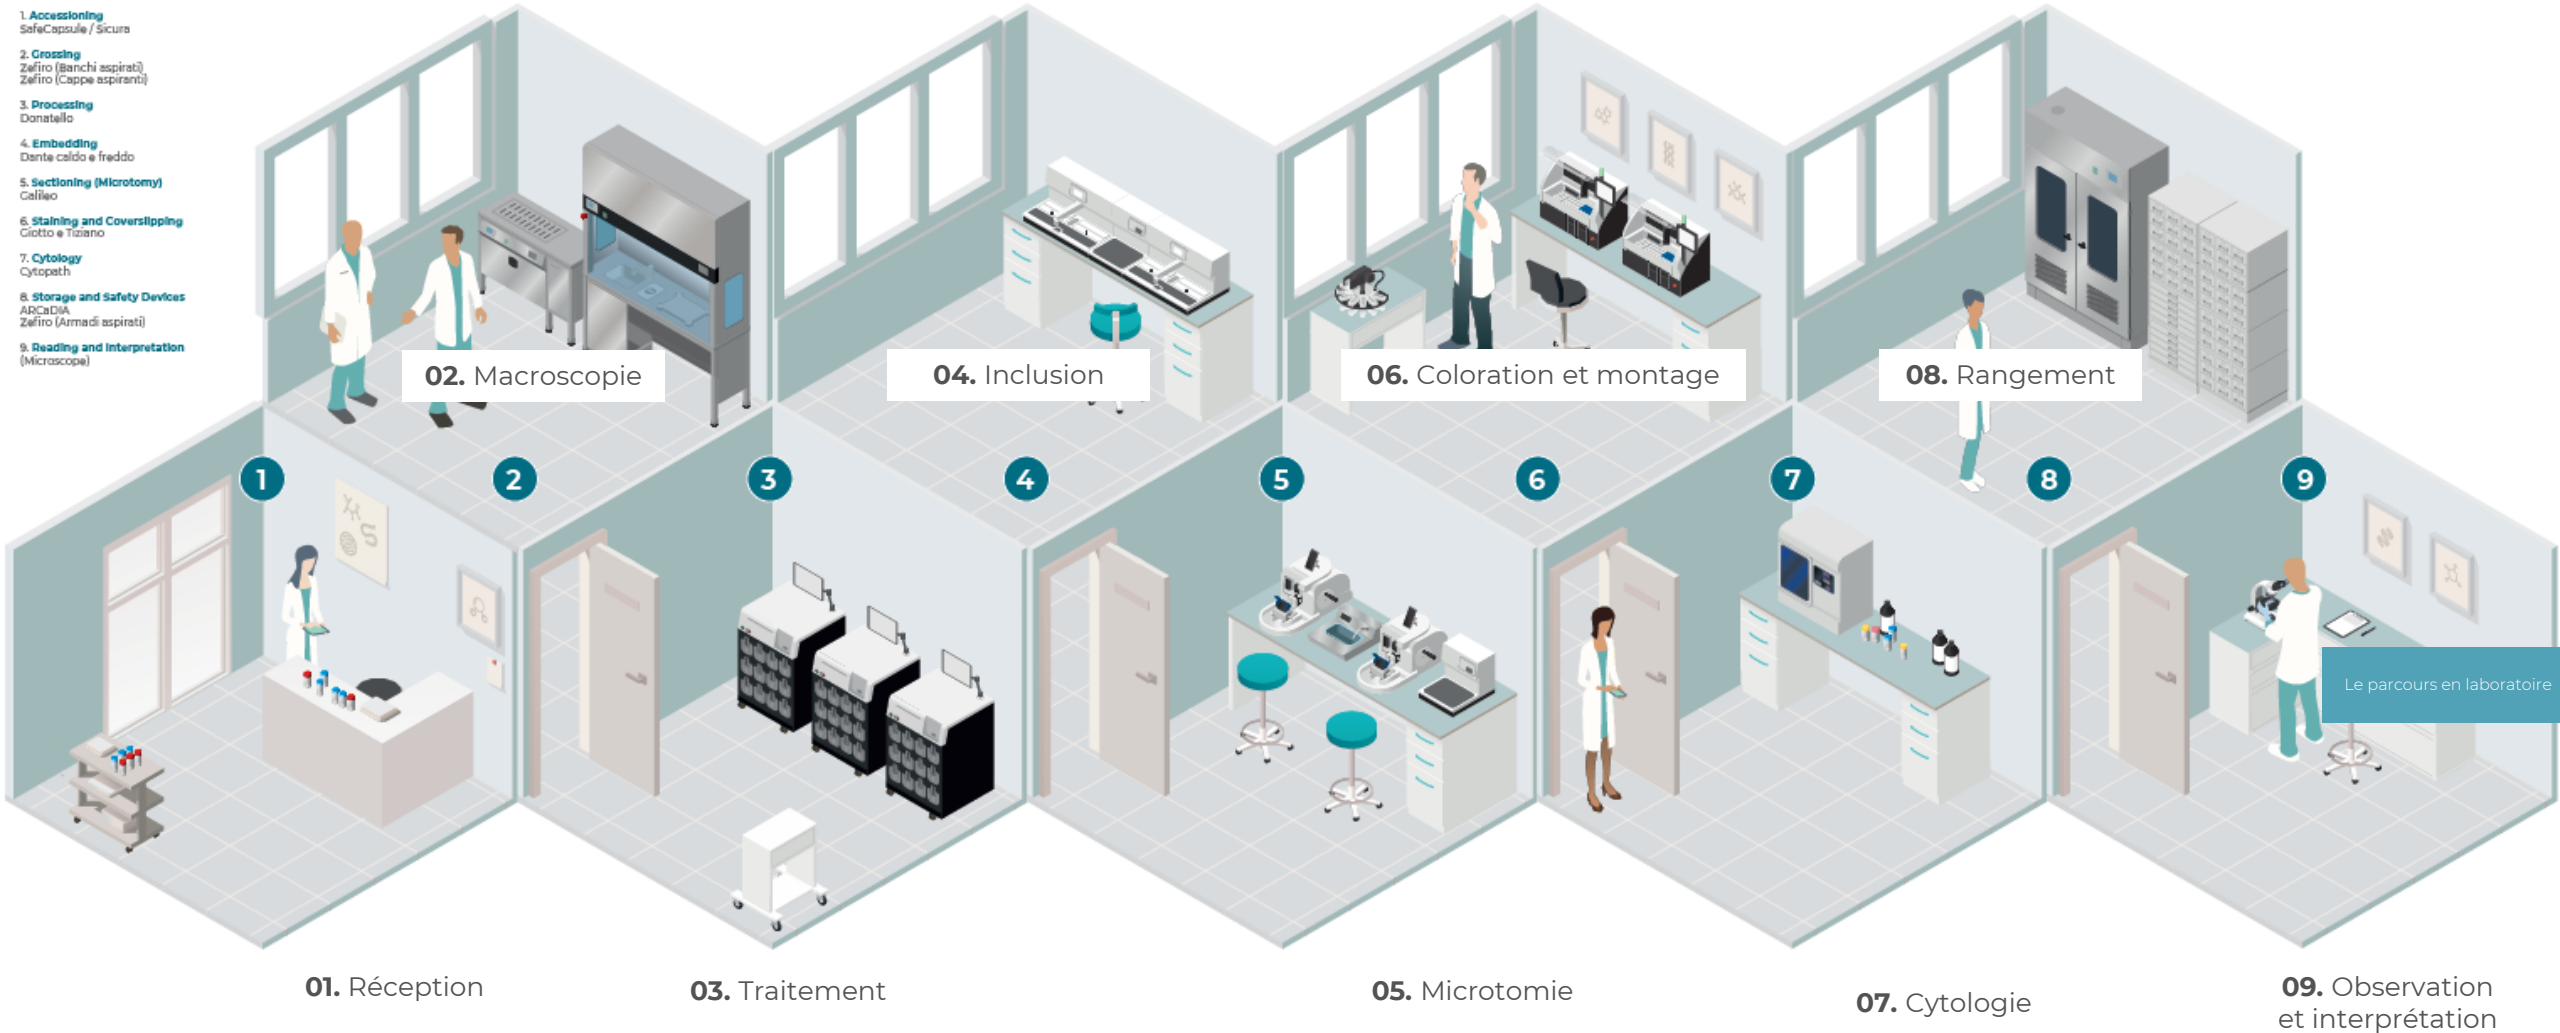 1. Accessioning
SafeCapsule / Sicura
2. Grossing
Zefiro (Banchi aspirati)
Zefiro (Cappe aspiranti)
3. Processing
Donatello
4. Embedding
Dante caldo e freddo
5. Sectioning (Microtomy)
Galileo
6. Staining and Coverslipping
Giotto e Tiziano
7. Cytology
Cytopath
8. Storage and Safety Devices
ARCaDIA
Zefiro (Armadi aspirati)
9. Reading and Interpretation
(Microscope)
02. Macroscopie
04. Inclusion
06. Coloration et montage
08. Rangement
1
2
3
4
5
6
7
8
9
Le parcours en laboratoire
01. Réception
03. Traitement
05. Microtomie
07. Cytologie
09. Observation
et interprétation